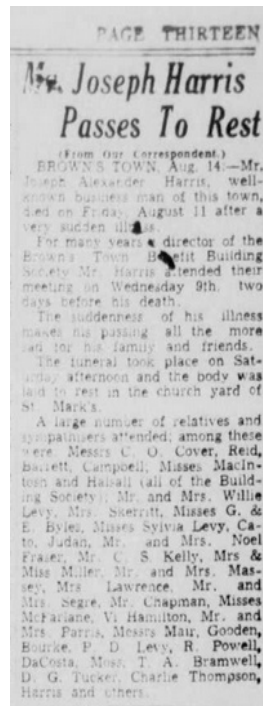 PAGE THIRTEEN
Mr. Joseph Harris
Passes To Rest
(From Our Correspondent.)
BROWN'S TOWN, Aug. 14.—Mr.
Joseph Alexander Harris, well-
known business man of this town,
died on Friday, August 11 after a
very sudden illness.
For many years a director of the
Brown's Town Benefit Building
Society Mr. Harris attended their
meeting on Wednesday 9th, two
days before his death.
The suddenness of his illness
makes his passing all the more
sad for his family and friends.
The funeral took place on Sat-
urday afternoon and the body was
laid to rest in the church yard of
St. Mark's.
A large number of relatives and
sympathisers attended; among these
were Messrs C. O. Cover, Reid,
Barrett, Campbell, Misses MacIn-
tosh and Halsall (all of the Build-
ing Society); Mr. and Mrs. Willie
Levy, Mrs. Skerritt, Misses G. &
E. Byles, Misses Sylvia Levy, Ca-
to, Judan, Mr. and Mrs. Noel
Fraser, Mr. C. S. Kelly, Mrs &
Miss Miller, Mr. and Mrs. Mas-
sey, Mrs Lawrence, Mr. and
Mrs. Segre, Mr. Chapman, Misses
McFarlane, Vi Hamilton, Mr. and
Mrs. Parris, Messrs Mair, Gooden,
Bourke, P. D. Levy, R. Powell,
DaCosta, Moss, T. A. Bramwell,
D. G. Tucker, Charlie Thompson,
Harris and others.